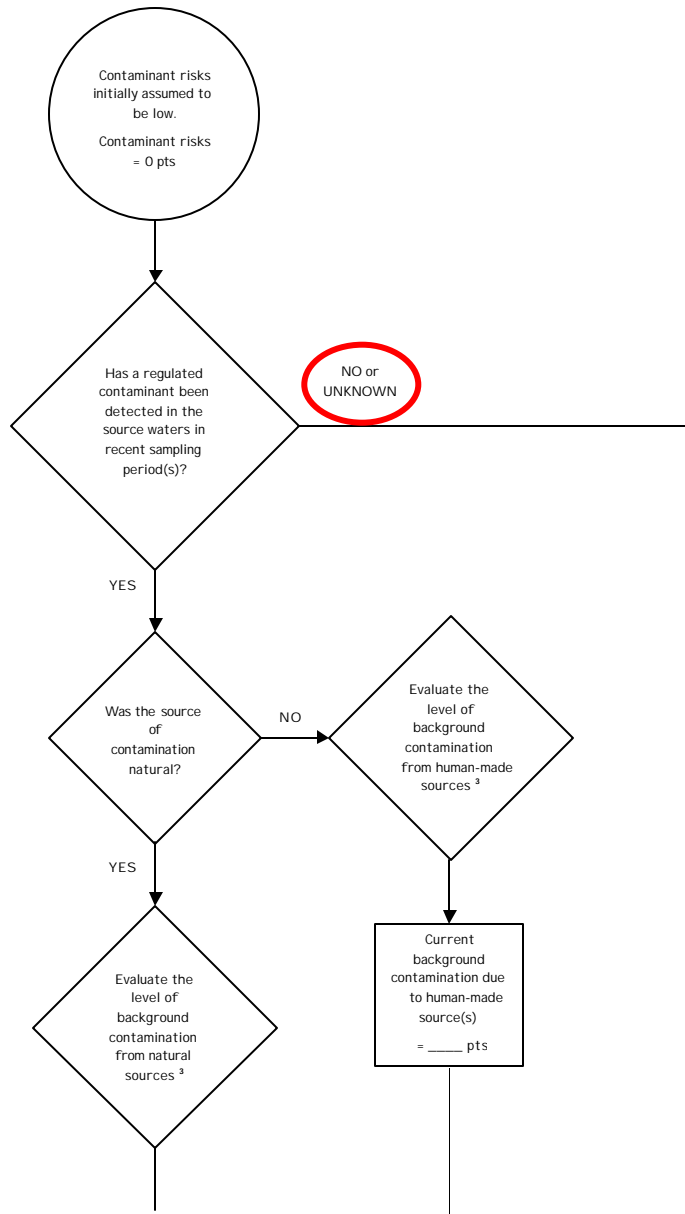 Contaminant risks
initially assumed to
be low.
Contaminant risks
= 0 pts
Has a regulated
contaminant been
detected in the
source waters in
recent sampling
period(s)?
NO or
UNKNOWN
YES
Was the source
of
contamination
natural?
NO
Evaluate the
level of
background
contamination
from human-made
sources ³
YES
Evaluate the
level of
background
contamination
from natural
sources ³
Current
background
contamination due
to human-made
source(s)
= ____ pts